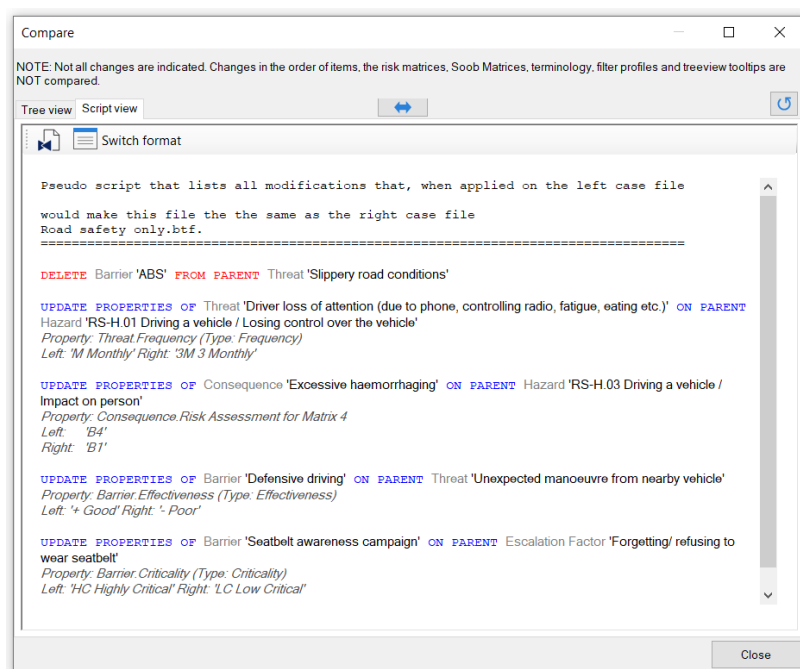 Compare
NOTE: Not all changes are indicated. Changes in the order of items, the risk matrices, Soob Matrices, terminology, filter profiles and treeview tooltips are
NOT compared.
Tree view Script view
Switch format
Pseudo script that lists all modifications that, when applied on the left case file
would make this file the the same as the right case file
Road safety only.btf.
===================================================================================
DELETE Barrier 'ABS' FROM PARENT Threat 'Slippery road conditions'
UPDATE PROPERTIES OF Threat 'Driver loss of attention (due to phone, controlling radio, fatigue, eating etc.)' ON PARENT
Hazard 'RS-H.01 Driving a vehicle / Losing control over the vehicle'
Property: Threat.Frequency (Type: Frequency)
Left: 'M Monthly' Right: '3M 3 Monthly'
UPDATE PROPERTIES OF Consequence 'Excessive haemorrhaging' ON PARENT Hazard 'RS-H.03 Driving a vehicle /
Impact on person'
Property: Consequence.Risk Assessment for Matrix 4
Left: 'B4'
Right: 'B1'
UPDATE PROPERTIES OF Barrier 'Defensive driving' ON PARENT Threat 'Unexpected manoeuvre from nearby vehicle'
Property: Barrier.Effectiveness (Type: Effectiveness)
Left: '+ Good' Right: '- Poor'
UPDATE PROPERTIES OF Barrier 'Seatbelt awareness campaign' ON PARENT Escalation Factor 'Forgetting/ refusing to
wear seatbelt'
Property: Barrier.Criticality (Type: Criticality)
Left: 'HC Highly Critical' Right: 'LC Low Critical'
Close